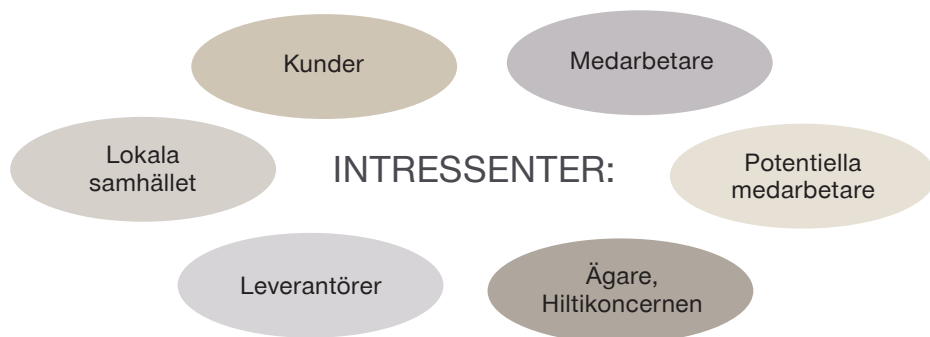 Kunder
Medarbetare
Lokala
samhället
INTRESSENTER:
Potentiella
medarbetare
Leverantörer
Ägare,
Hiltikoncernen